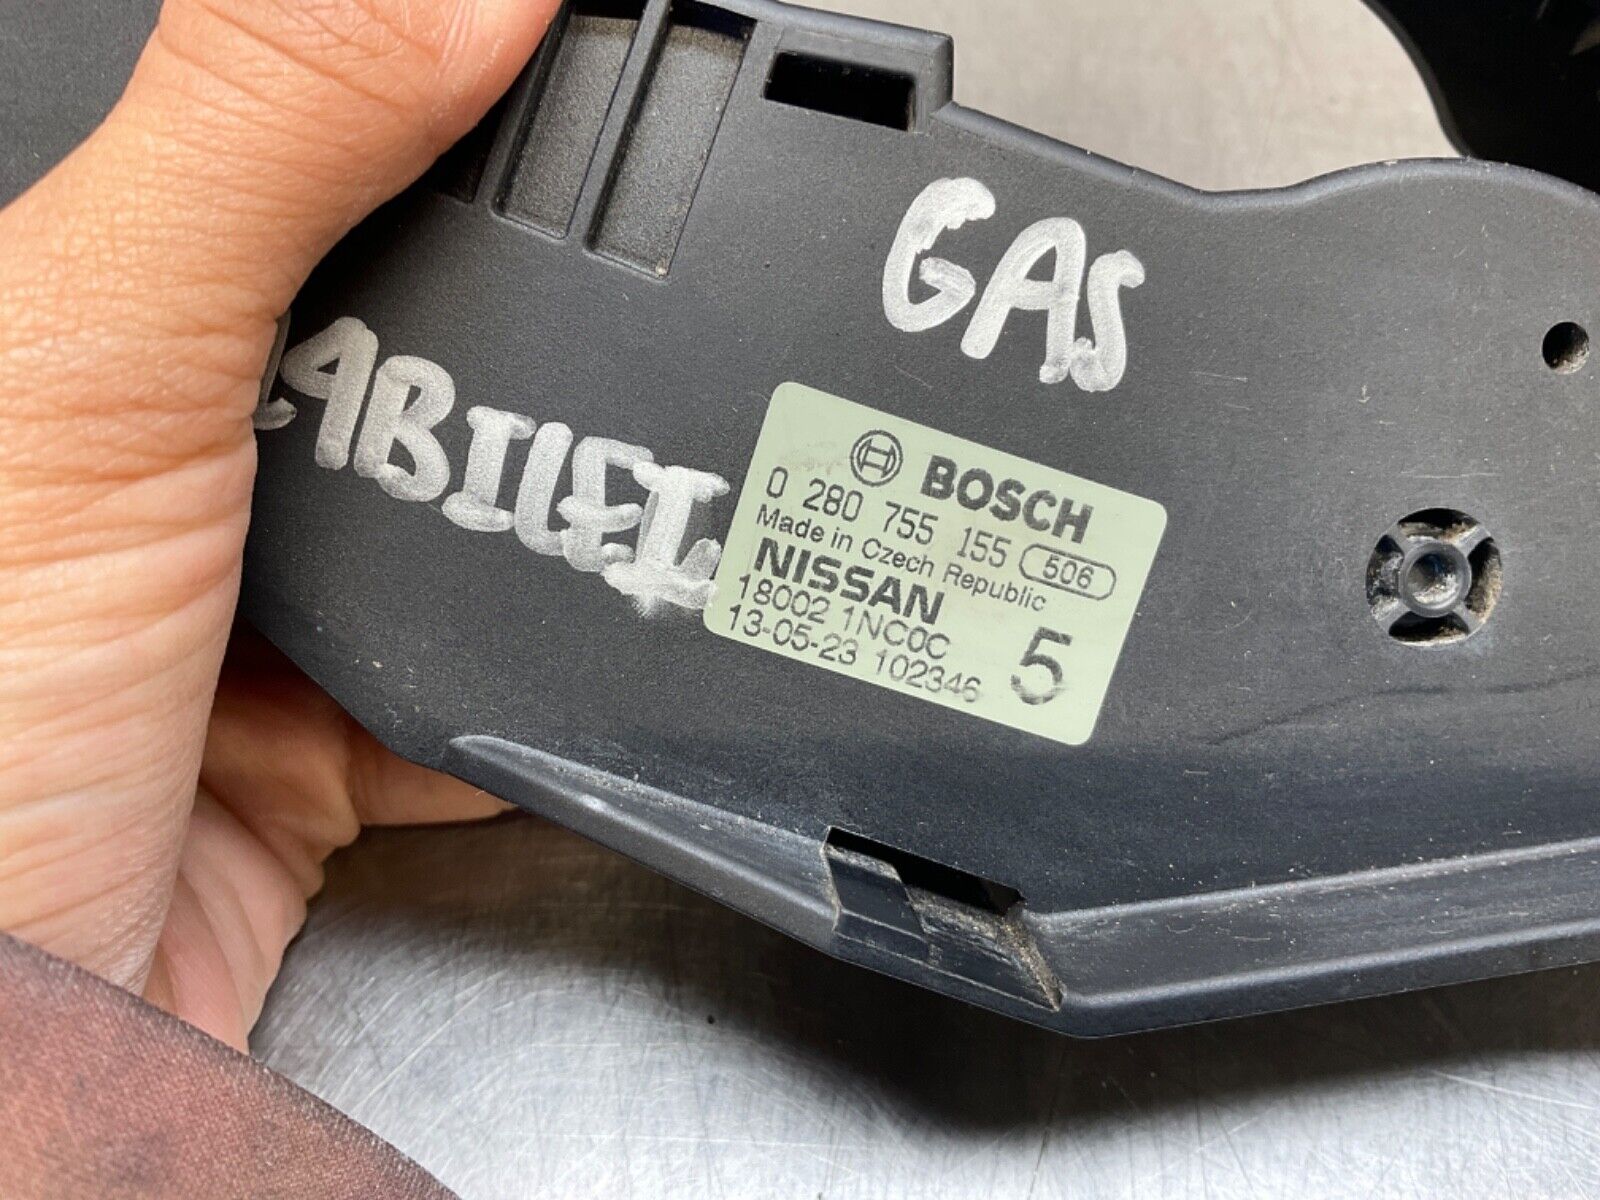 GAS
BOSCH
0 280 755 155 506
Made in Czech Republic
NISSAN
18002 1NC0C
13-05-23 102346 5